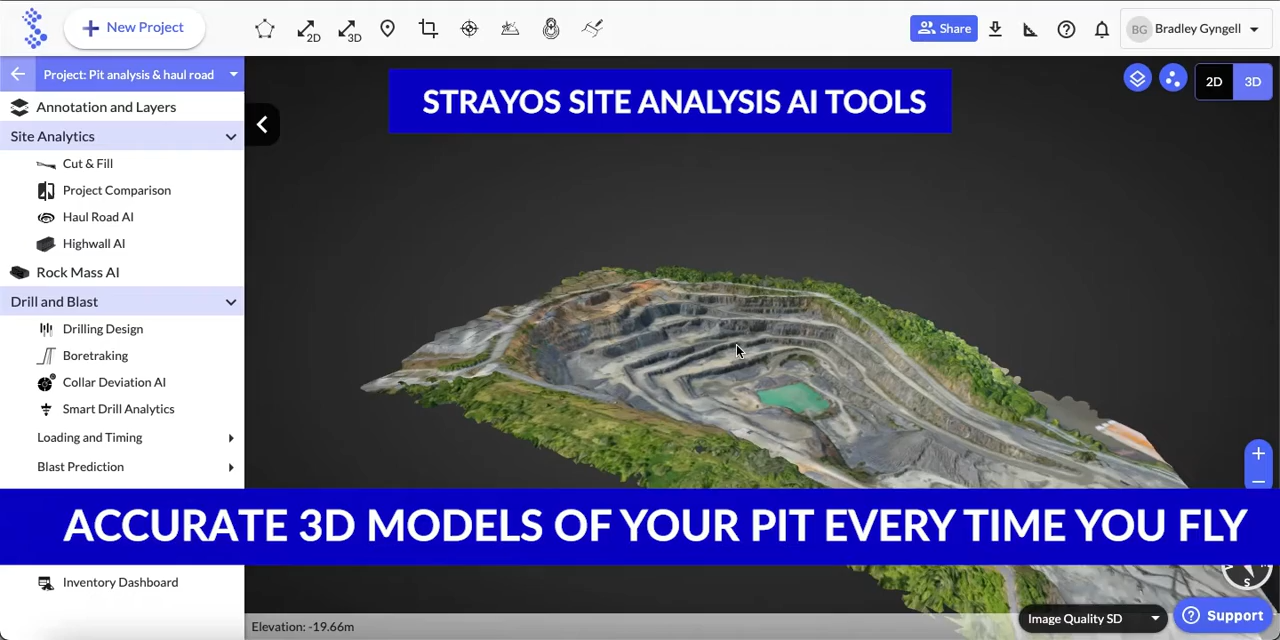 New Project
2D
3D
Share
BG
Bradley Gyngell
Project: Pit analysis & haul road
2D
3D
STRAYOS SITE ANALYSIS AI TOOLS
Annotation and Layers
Site Analytics
Cut & Fill
Project Comparison
Haul Road AI
Highwall AI
Rock Mass AI
Drill and Blast
Drilling Design
Boretracking
Collar Deviation AI
Smart Drill Analytics
Loading and Timing
Blast Prediction
ACCURATE 3D MODELS OF YOUR PIT EVERY TIME YOU FLY
Inventory Dashboard
S
Elevation: -19.66m
Image Quality SD
Support